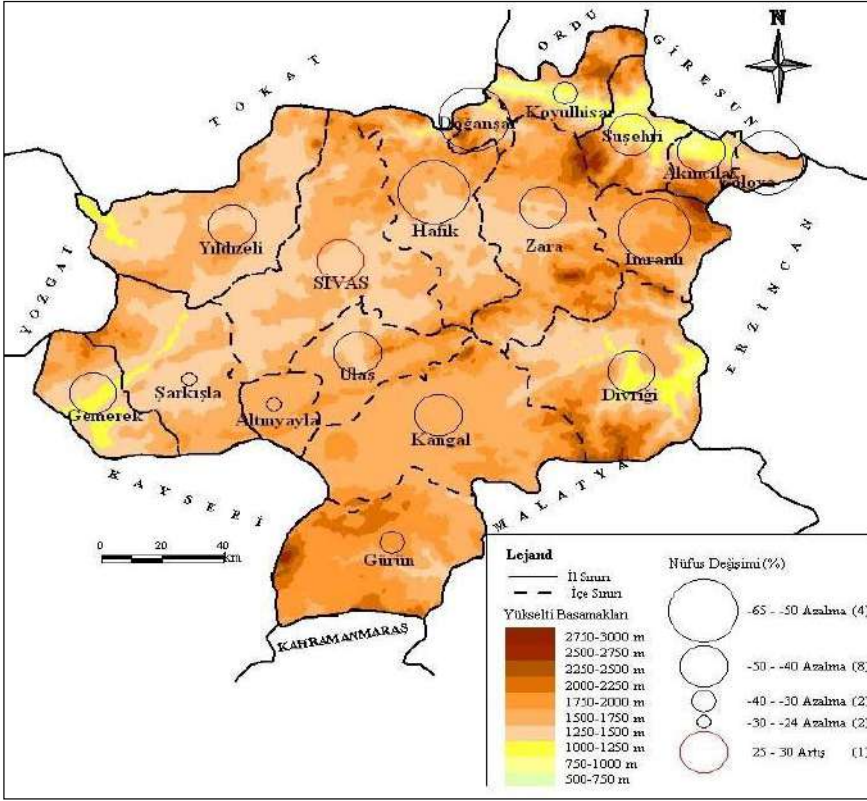 N
ORDU
GİRESUN
TOKAT
Doğanşar
Koyulhisar
Suşehri
Akıncılar
Gölova
Hafik
Yıldızeli
Zara
İmranlı
SİVAS
YOZGAT
ERZİNCAN
Ulaş
Divriği
Şarkışla
Gemerek
Altınyayla
Kangal
KAYSERİ
MALATYA
0 20 40
km
Gürün
KAHRAMANMARAŞ
Lejand
İl Sınırı
İçe Sınırı
Yükselti Basamakları
2750-3000 m
2500-2750 m
2250-2500 m
2000-2250 m
1750-2000 m
1500-1750 m
1250-1500 m
1000-1250 m
750-1000 m
500-750 m
Nüfus Değişimi (%)
-65 - -50 Azalma (4)
-50 - -40 Azalma (8)
-40 - -30 Azalma (2)
-30 - -24 Azalma (2)
25 - 30 Artış (1)